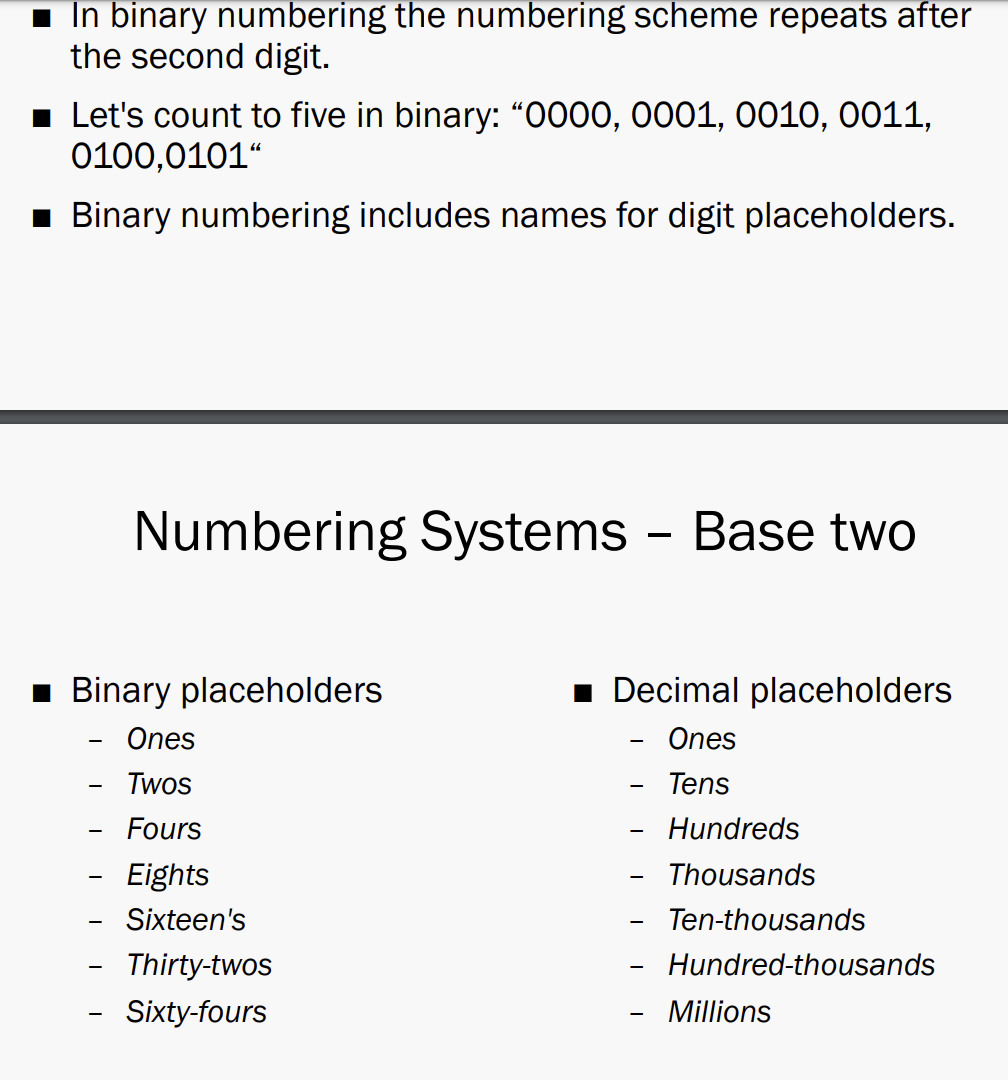 ■ In binary numbering the numbering scheme repeats after
the second digit.
■ Let's count to five in binary: “0000, 0001, 0010, 0011,
0100,0101“
■ Binary numbering includes names for digit placeholders.
Numbering Systems – Base two
■ Binary placeholders
– Ones
– Twos
– Fours
– Eights
– Sixteen's
– Thirty-twos
– Sixty-fours
■ Decimal placeholders
– Ones
– Tens
– Hundreds
– Thousands
– Ten-thousands
– Hundred-thousands
– Millions